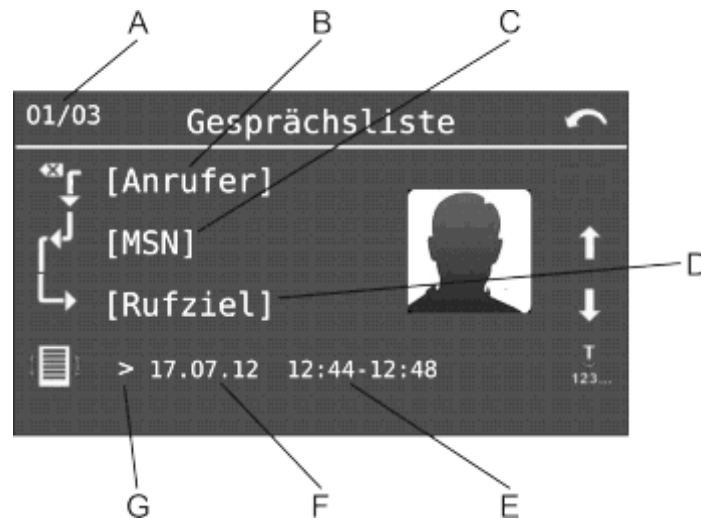 A B C
01/03 Gesprächsliste
[Anrufer]
[MSN]
D
[Rufziel]
> 17.07.12 12:44-12:48
T
123...
G F E